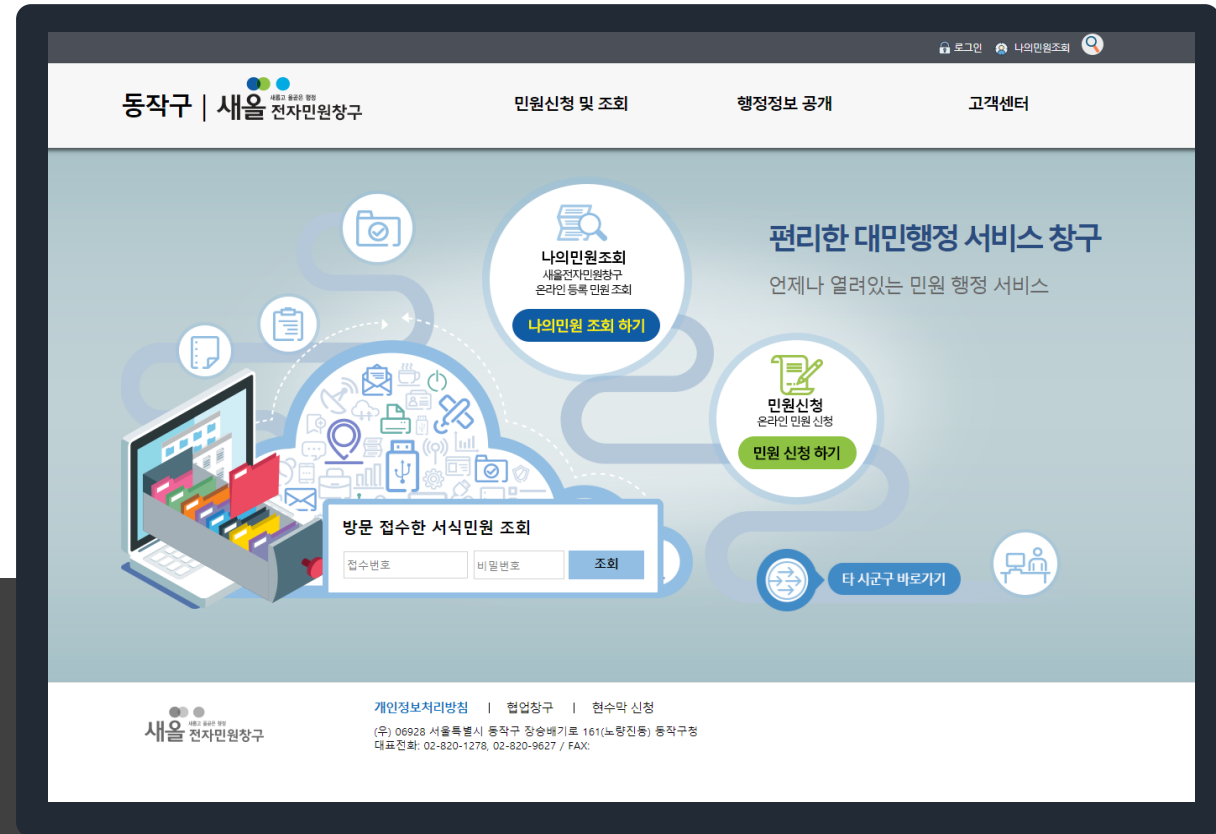 로그인 나의민원조회
동작구 | 새올 전자민원창구
새롭고 올곧은 행정
민원신청 및 조회 행정정보 공개 고객센터
나의민원조회
새올전자민원창구
온라인 등록 민원 조회
나의민원 조회 하기
편리한 대민행정 서비스 창구
언제나 열려있는 민원 행정 서비스
민원신청
온라인 민원 신청
민원 신청 하기
방문 접수한 서식민원 조회
접수번호 비밀번호 조회
타 시군구 바로가기
새롭고 올곧은 행정
새올 전자민원창구
개인정보처리방침 | 협업창구 | 현수막 신청
(우) 06928 서울특별시 동작구 장승배기로 161(노량진동) 동작구청
대표전화: 02-820-1278, 02-820-9627 / FAX: